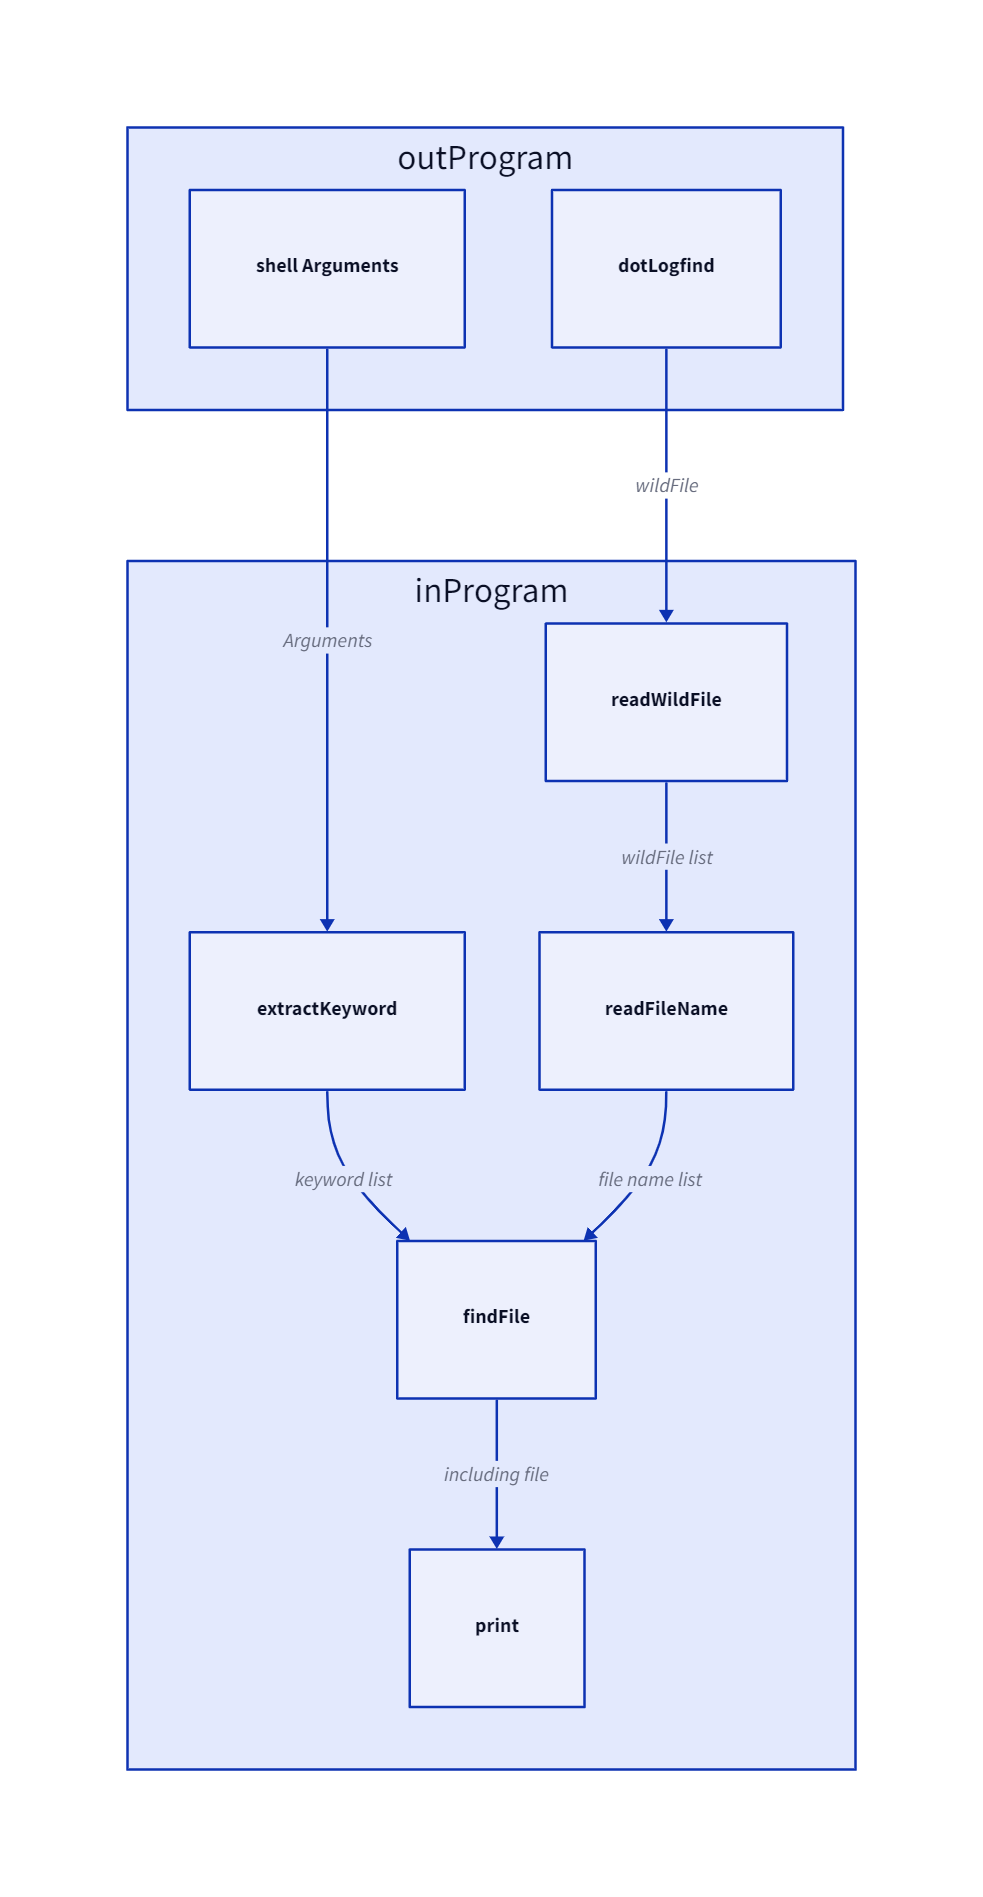 outProgram
shell Arguments
dotLogfind
wildFile
inProgram
Arguments
readWildFile
wildFile list
extractKeyword
readFileName
keyword list
file name list
findFile
including file
print